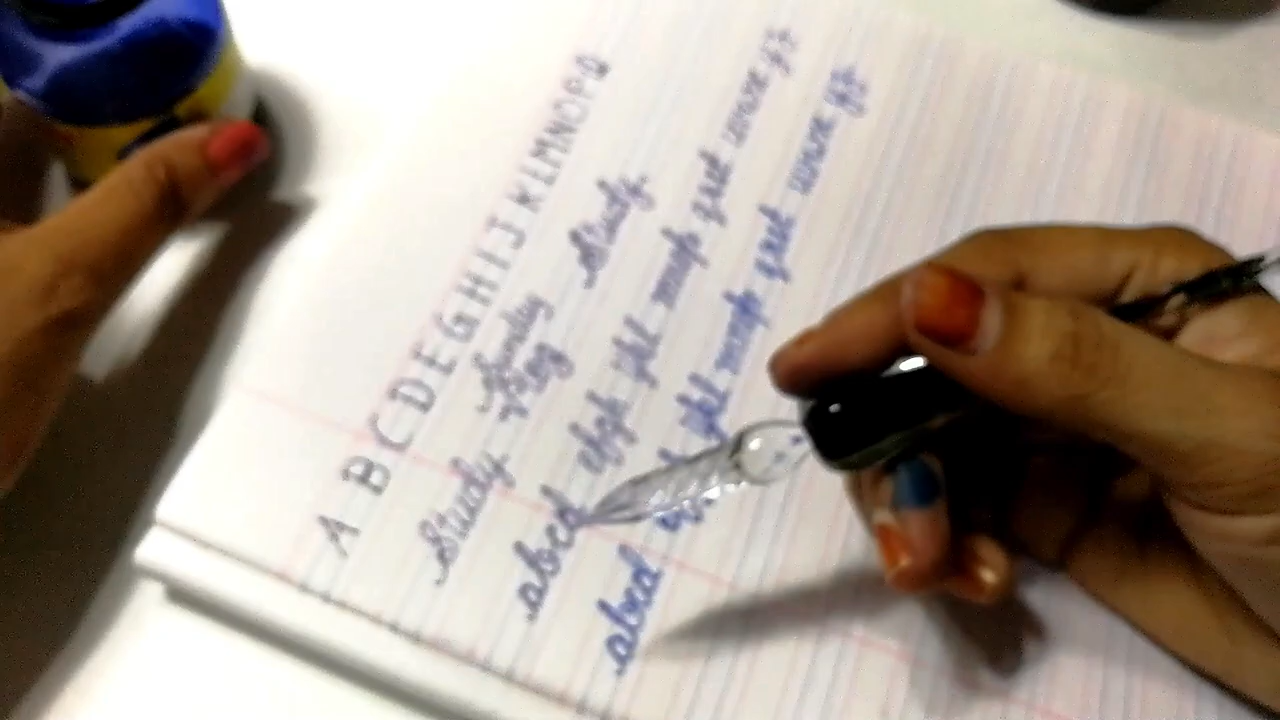 A B C D E G H I J K L M N O P Q
Study Study Study
abcd efgh ijkl mnop qrst uvwx yz
abcd ijkl mnop qrst uvwx yz